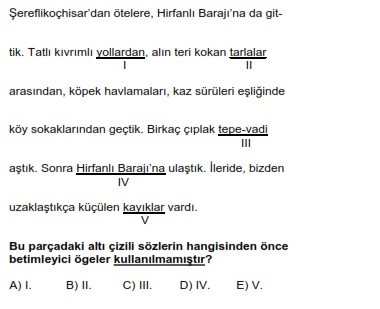 Şereflikoçhisar'dan ötelere, Hirfanlı Barajı'na da git-
tik. Tatlı kıvrımlı yollardan, alın teri kokan tarlalar
I II
arasından, köpek havlamaları, kaz sürüleri eşliğinde
köy sokaklarından geçtik. Birkaç çıplak tepe-vadi
III
aştık. Sonra Hirfanlı Barajı'na ulaştık. İleride, bizden
IV
uzaklaştıkça küçülen kayıklar vardı.
V
Bu parçadaki altı çizili sözlerin hangisinden önce
betimleyici ögeler kullanılmamıştır?
A) I. B) II. C) III. D) IV. E) V.